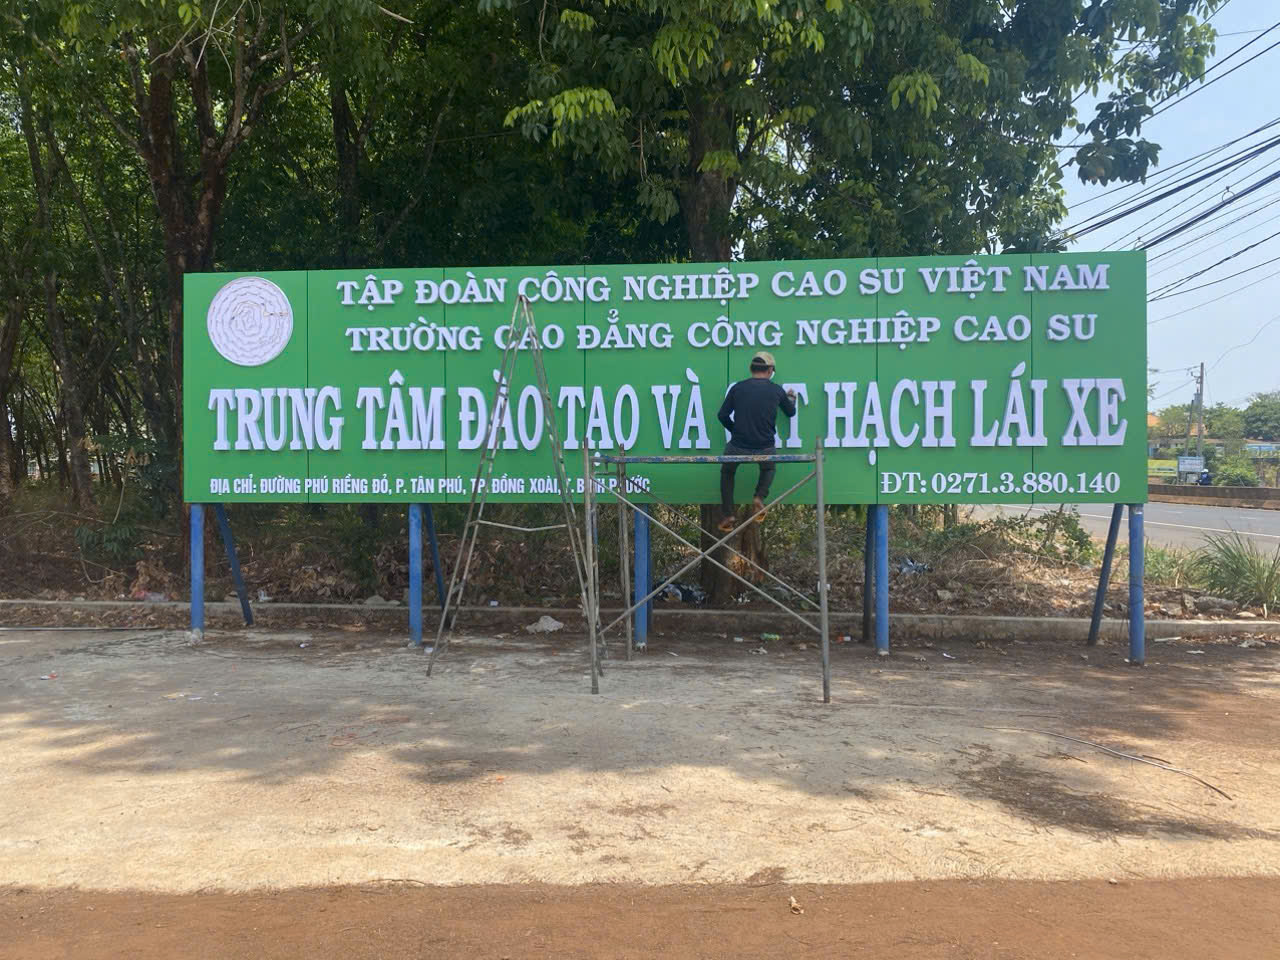 TẬP ĐOÀN CÔNG NGHIỆP CAO SU VIỆT NAM
TRƯỜNG CAO ĐẲNG CÔNG NGHIỆP CAO SU
TRUNG TÂM ĐÀO TẠO VÀ HẠCH LÁI XE
ĐỊA CHỈ: ĐƯỜNG PHÚ RIỀNG ĐỎ, P. TÂN PHÚ, TP. ĐỒNG XOÀI, T. BÌNH PHƯỚC
ĐT: 0271.3.880.140